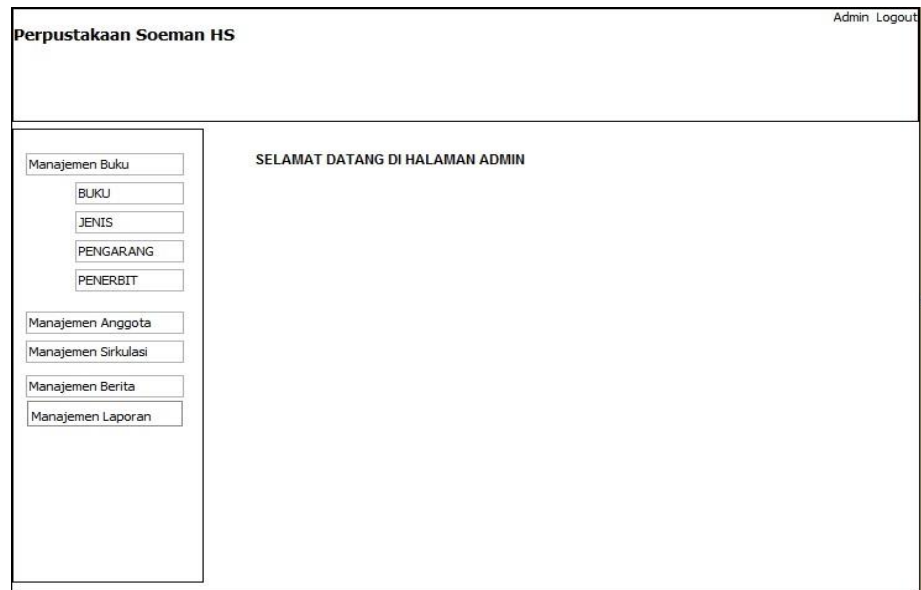 Admin Logout
Perpustakaan Soeman HS
Manajemen Buku
BUKU
JENIS
PENGARANG
PENERBIT
Manajemen Anggota
Manajemen Sirkulasi
Manajemen Berita
Manajemen Laporan
SELAMAT DATANG DI HALAMAN ADMIN